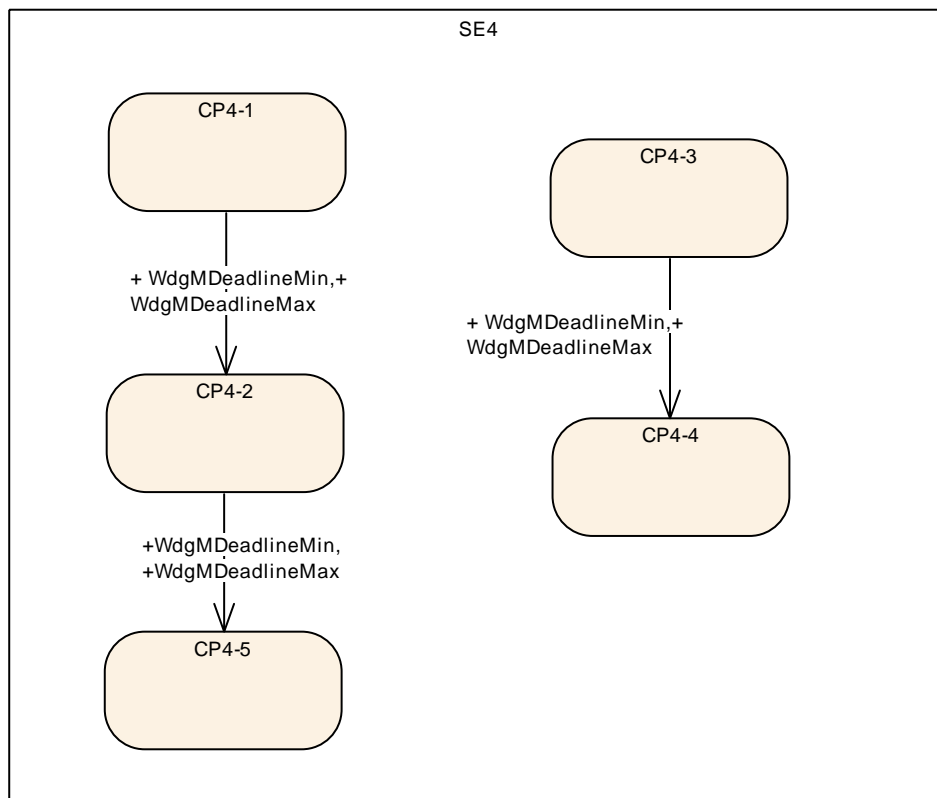 SE4
CP4-1
+ WdgMDeadlineMin,+
WdgMDeadlineMax
CP4-2
+WdgMDeadlineMin,
+WdgMDeadlineMax
CP4-5
CP4-3
+ WdgMDeadlineMin,+
WdgMDeadlineMax
CP4-4